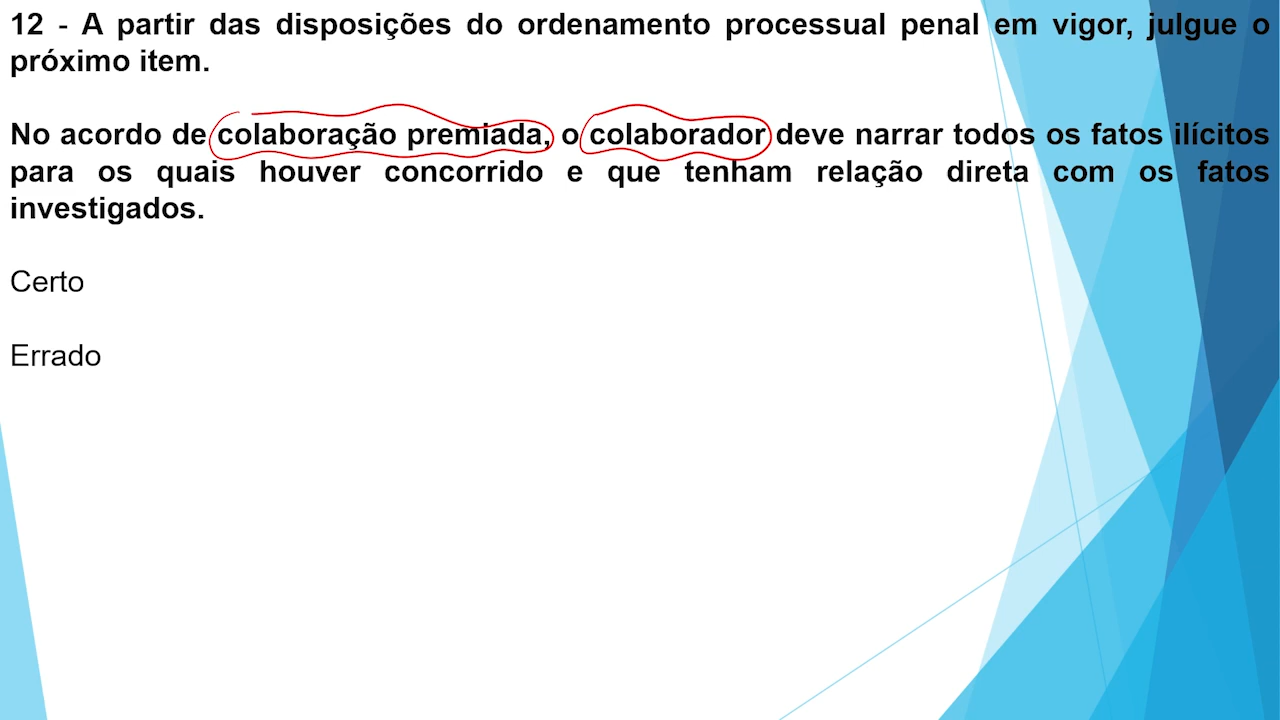 12 - A partir das disposições do ordenamento processual penal em vigor, julgue o
próximo item.
No acordo de colaboração premiada, o colaborador deve narrar todos os fatos ilícitos
para os quais houver concorrido e que tenham relação direta com os fatos
investigados.
Certo
Errado